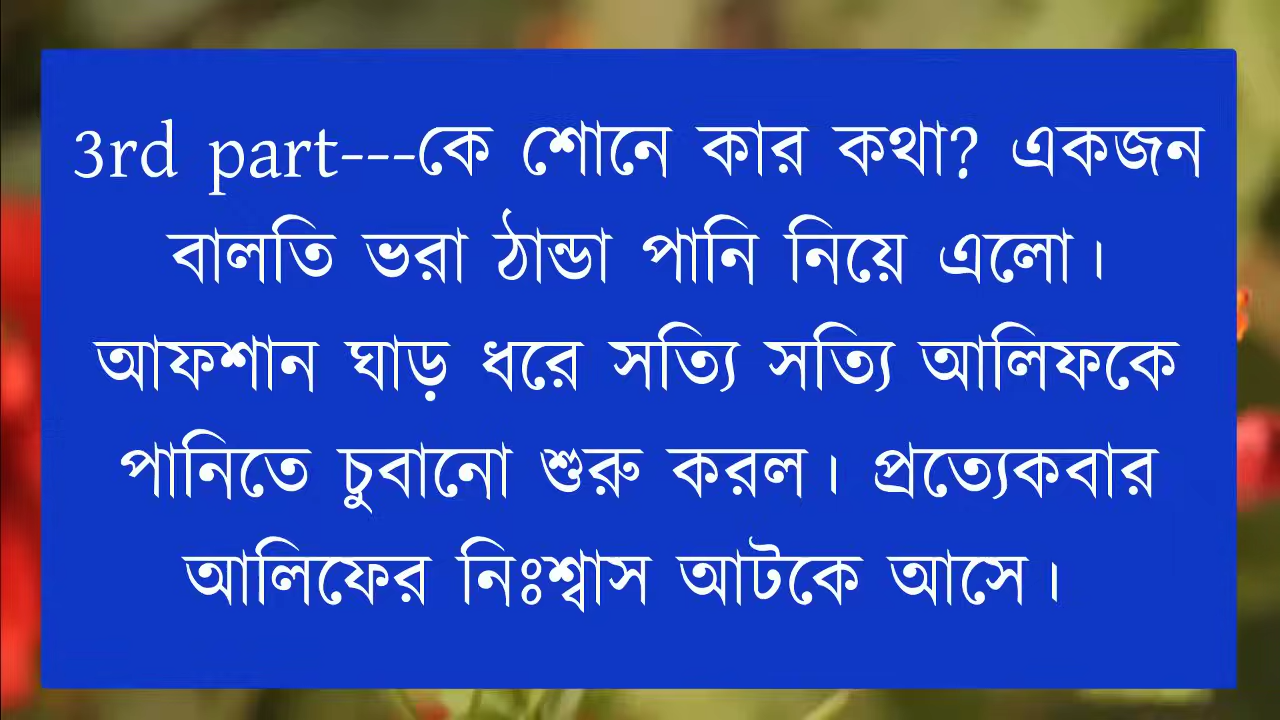 3rd part---কে শোনে কার কথা? একজন
বালতি ভরা ঠান্ডা পানি নিয়ে এলো।
আফশান ঘাড় ধরে সত্যি সত্যি আলিফকে
পানিতে চুবানো শুরু করল। প্রত্যেকবার
আলিফের নিঃশ্বাস আটকে আসে।